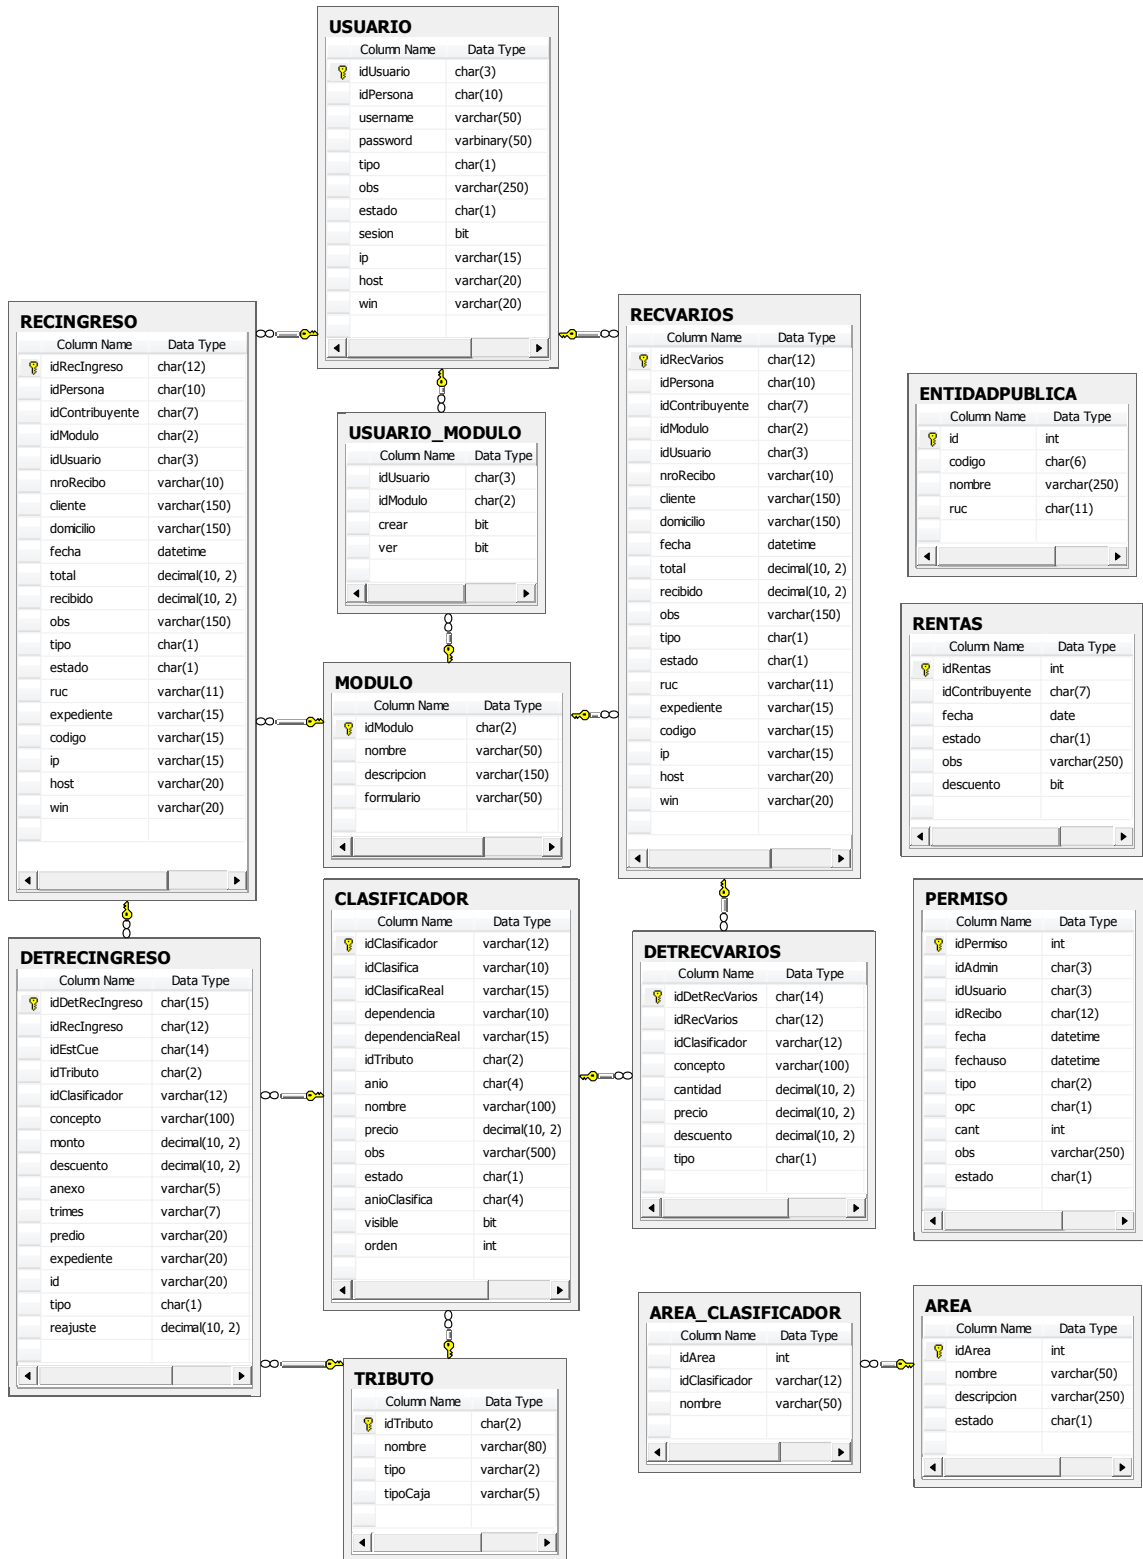 USUARIO
Column Name Data Type
idUsuario char(3)
idPersona char(10)
username varchar(50)
password varbinary(50)
tipo char(1)
obs varchar(250)
estado char(1)
sesion bit
ip varchar(15)
host varchar(20)
win varchar(20)
RECINGRESO
Column Name Data Type
idRecIngreso char(12)
idPersona char(10)
idContribuyente char(7)
idModulo char(2)
idUsuario char(3)
nroRecibo varchar(10)
cliente varchar(150)
domicilio varchar(150)
fecha datetime
total decimal(10, 2)
recibido decimal(10, 2)
obs varchar(150)
tipo char(1)
estado char(1)
ruc varchar(11)
expediente varchar(15)
codigo varchar(15)
ip varchar(15)
host varchar(20)
win varchar(20)
USUARIO_MODULO
Column Name Data Type
idUsuario char(3)
idModulo char(2)
crear bit
ver bit
RECVARIOS
Column Name Data Type
idRecVarios char(12)
idPersona char(10)
idContribuyente char(7)
idModulo char(2)
idUsuario char(3)
nroRecibo varchar(10)
cliente varchar(150)
domicilio varchar(150)
fecha datetime
total decimal(10, 2)
recibido decimal(10, 2)
obs varchar(150)
tipo char(1)
estado char(1)
ruc varchar(11)
expediente varchar(15)
codigo varchar(15)
ip varchar(15)
host varchar(20)
win varchar(20)
ENTIDADPUBLICA
Column Name Data Type
id int
codigo char(6)
nombre varchar(250)
ruc char(11)
RENTAS
Column Name Data Type
idRentas int
idContribuyente char(7)
fecha date
estado char(1)
obs varchar(250)
descuento bit
MODULO
Column Name Data Type
idModulo char(2)
nombre varchar(50)
descripcion varchar(150)
formulario varchar(50)
DETRECINGRESO
Column Name Data Type
idDetRecIngreso char(15)
idRecIngreso char(12)
idEstCue char(14)
idTributo char(2)
idClasificador varchar(12)
concepto varchar(100)
monto decimal(10, 2)
descuento decimal(10, 2)
anexo varchar(5)
trimes varchar(7)
predio varchar(20)
expediente varchar(20)
id varchar(20)
tipo char(1)
reajuste decimal(10, 2)
CLASIFICADOR
Column Name Data Type
idClasificador varchar(12)
idClasifica varchar(10)
idClasificaReal varchar(15)
dependencia varchar(10)
dependenciaReal varchar(15)
idTributo char(2)
anio char(4)
nombre varchar(100)
precio decimal(10, 2)
obs varchar(500)
estado char(1)
anioClasifica char(4)
visible bit
orden int
DETRECVARIOS
Column Name Data Type
idDetRecVarios char(14)
idRecVarios char(12)
idClasificador varchar(12)
concepto varchar(100)
cantidad decimal(10, 2)
precio decimal(10, 2)
descuento decimal(10, 2)
tipo char(1)
PERMISO
Column Name Data Type
idPermiso int
idAdmin char(3)
idUsuario char(3)
idRecibo char(12)
fecha datetime
fechauso datetime
tipo char(2)
opc char(1)
cant int
obs varchar(250)
estado char(1)
TRIBUTO
Column Name Data Type
idTributo char(2)
nombre varchar(80)
tipo varchar(2)
tipoCaja varchar(5)
AREA_CLASIFICADOR
Column Name Data Type
idArea int
idClasificador varchar(12)
nombre varchar(50)
AREA
Column Name Data Type
idArea int
nombre varchar(50)
descripcion varchar(250)
estado char(1)